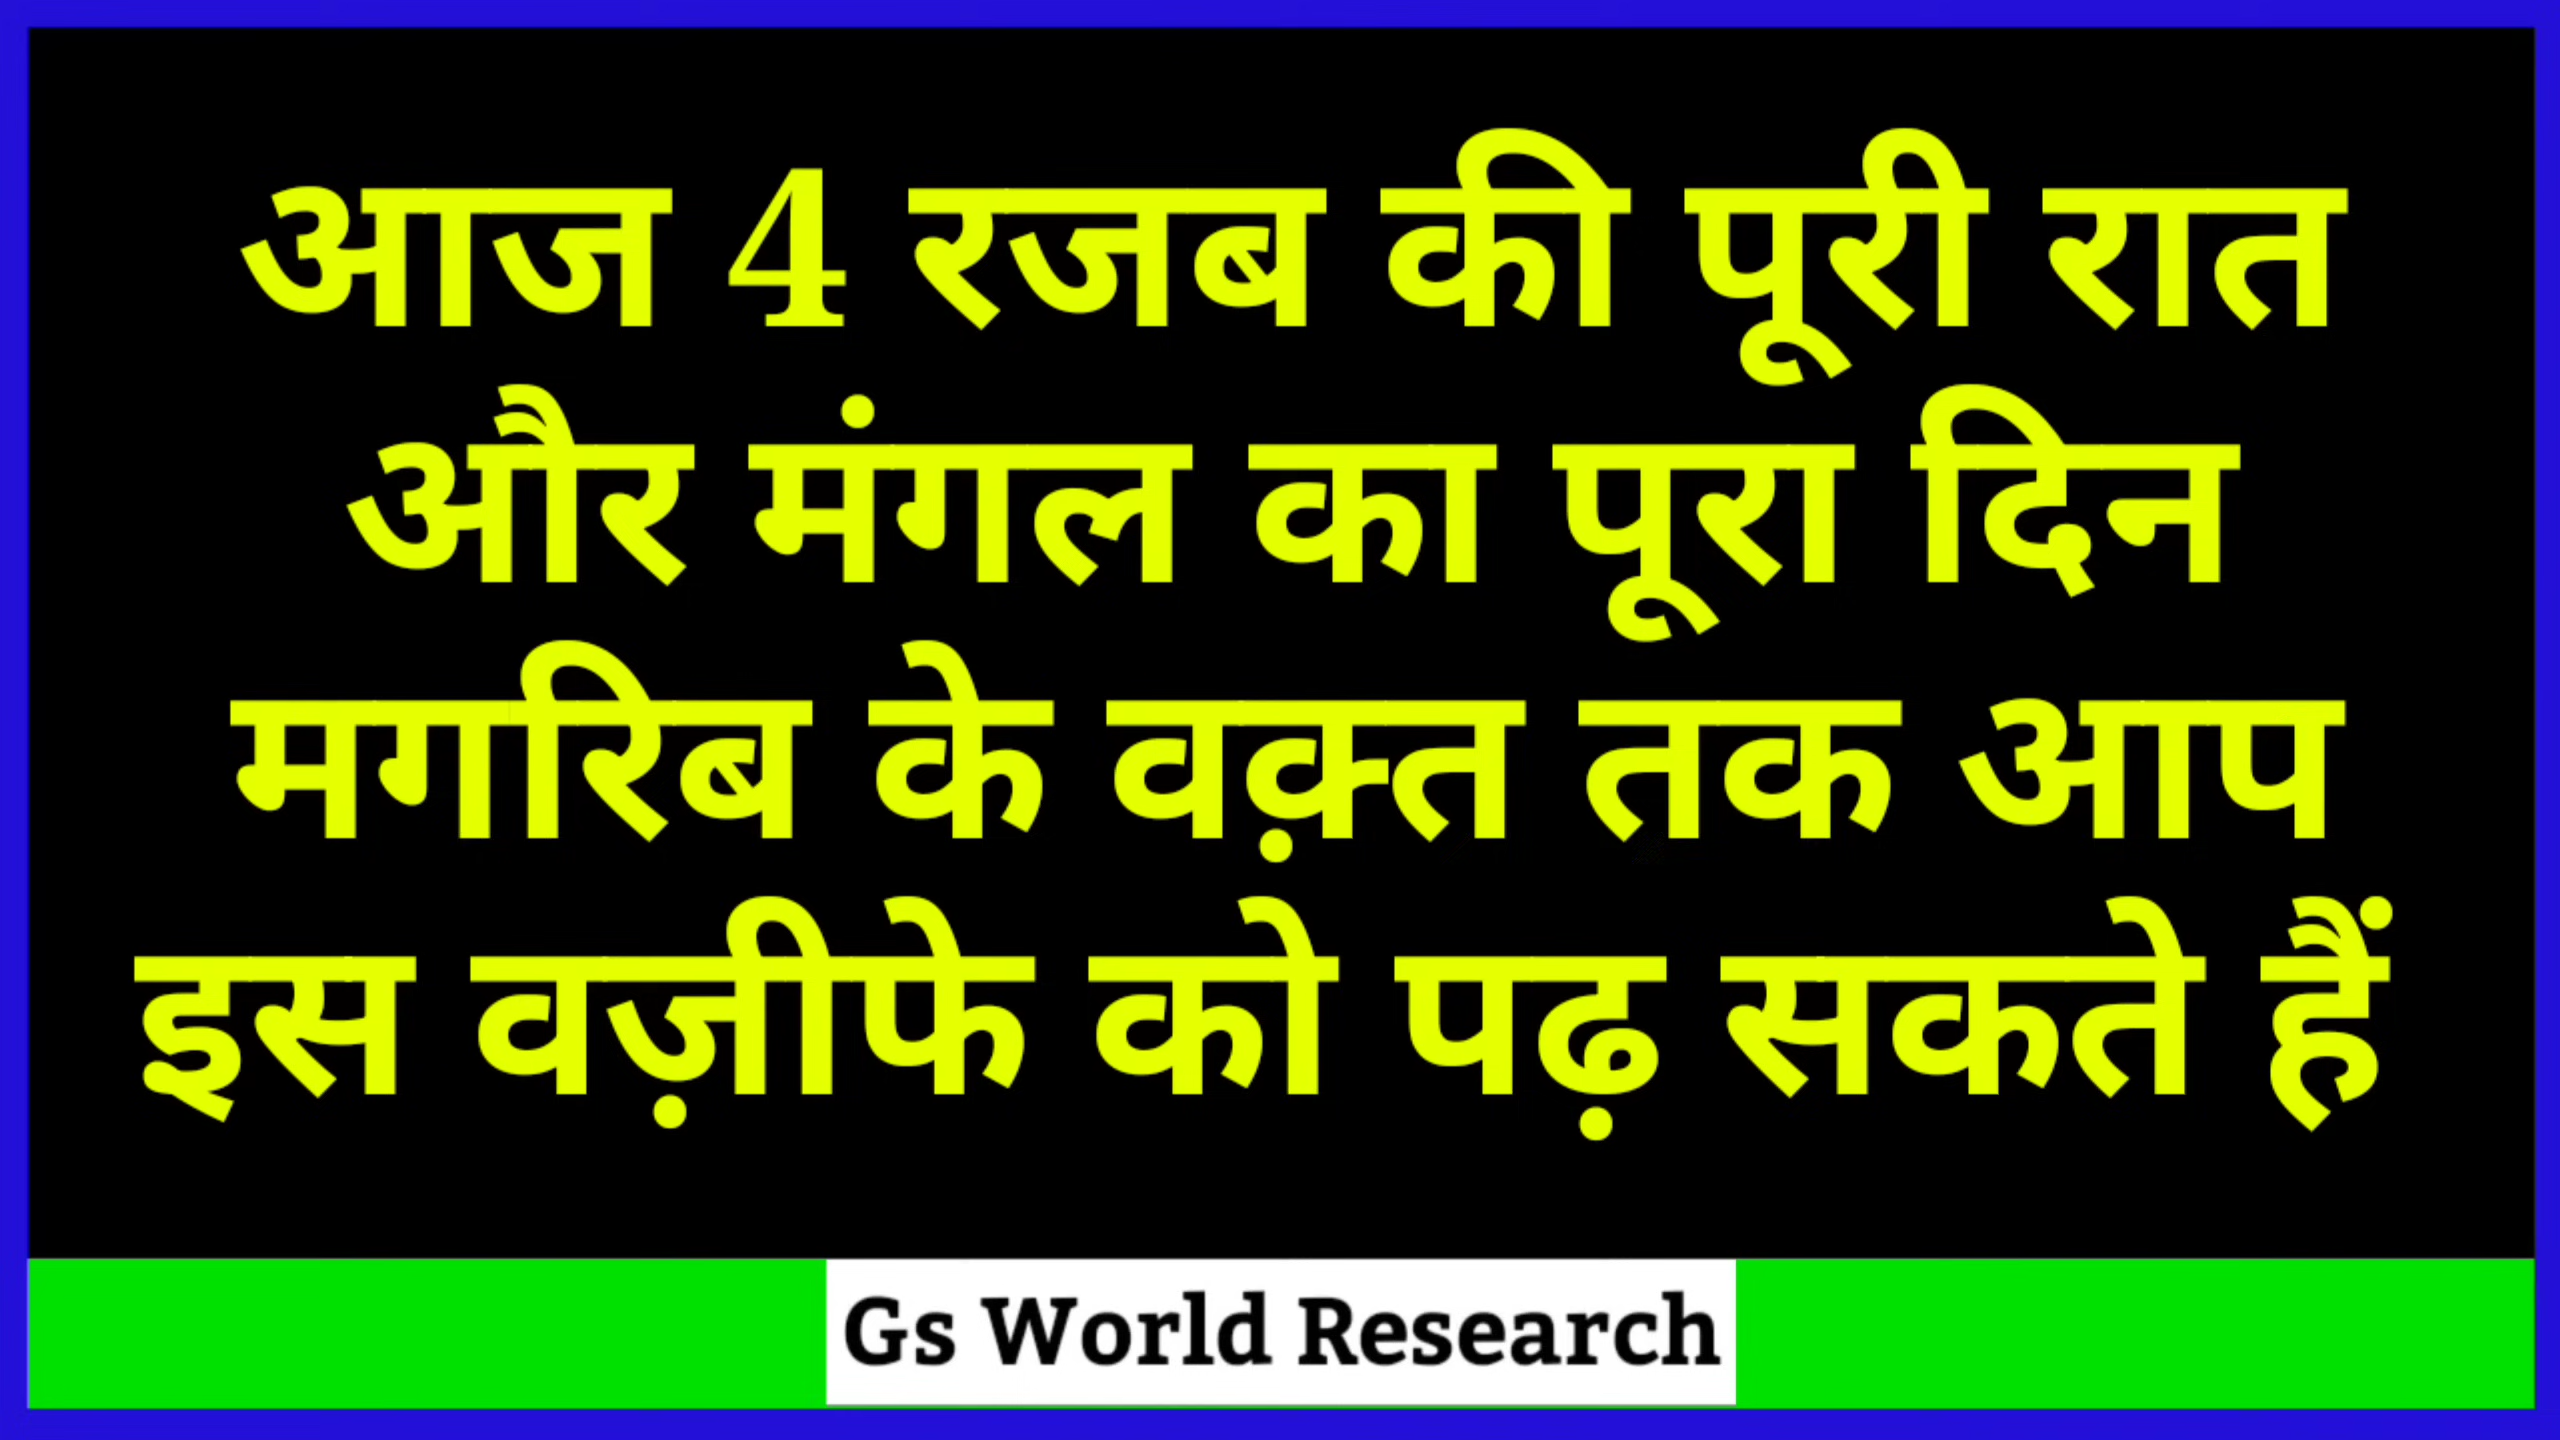 आज 4 रजब की पूरी रात
और मंगल का पूरा दिन
मगरिब के वक़्त तक आप
इस वज़ीफे को पढ़ सकते हैं
Gs World Research